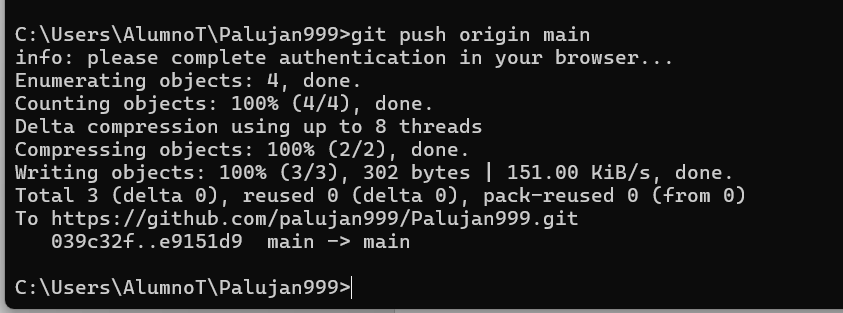 C:\Users\AlumnoT\Palujan999>git push origin main
info: please complete authentication in your browser...
Enumerating objects: 4, done.
Counting objects: 100% (4/4), done.
Delta compression using up to 8 threads
Compressing objects: 100% (2/2), done.
Writing objects: 100% (3/3), 302 bytes | 151.00 KiB/s, done.
Total 3 (delta 0), reused 0 (delta 0), pack-reused 0 (from 0)
To https://github.com/palujan999/Palujan999.git
   039c32f..e9151d9  main -> main
C:\Users\AlumnoT\Palujan999>